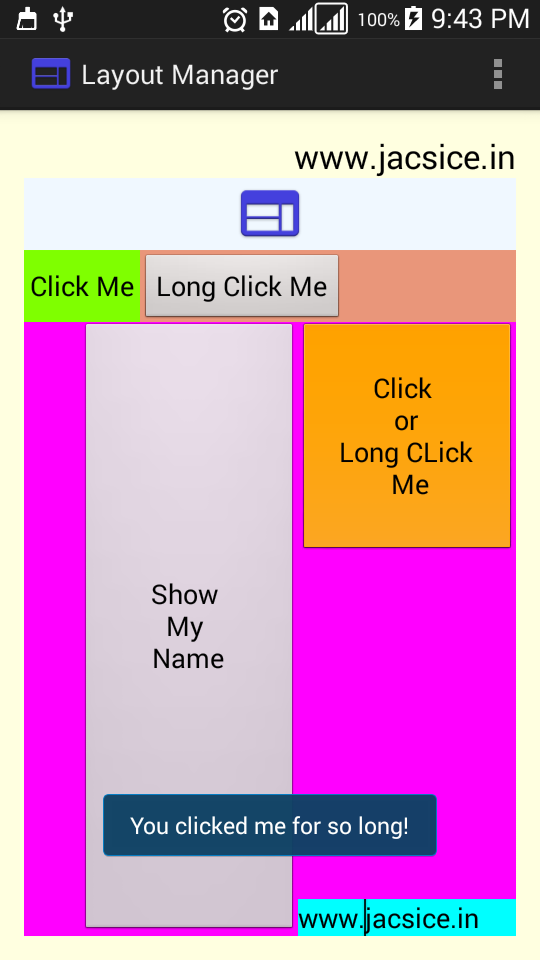 100% 9:43 PM
Layout Manager
www.jacsice.in
Click Me Long Click Me
Click
or
Long CLick
Me
Show
My
Name
You clicked me for so long!
www.jacsice.in